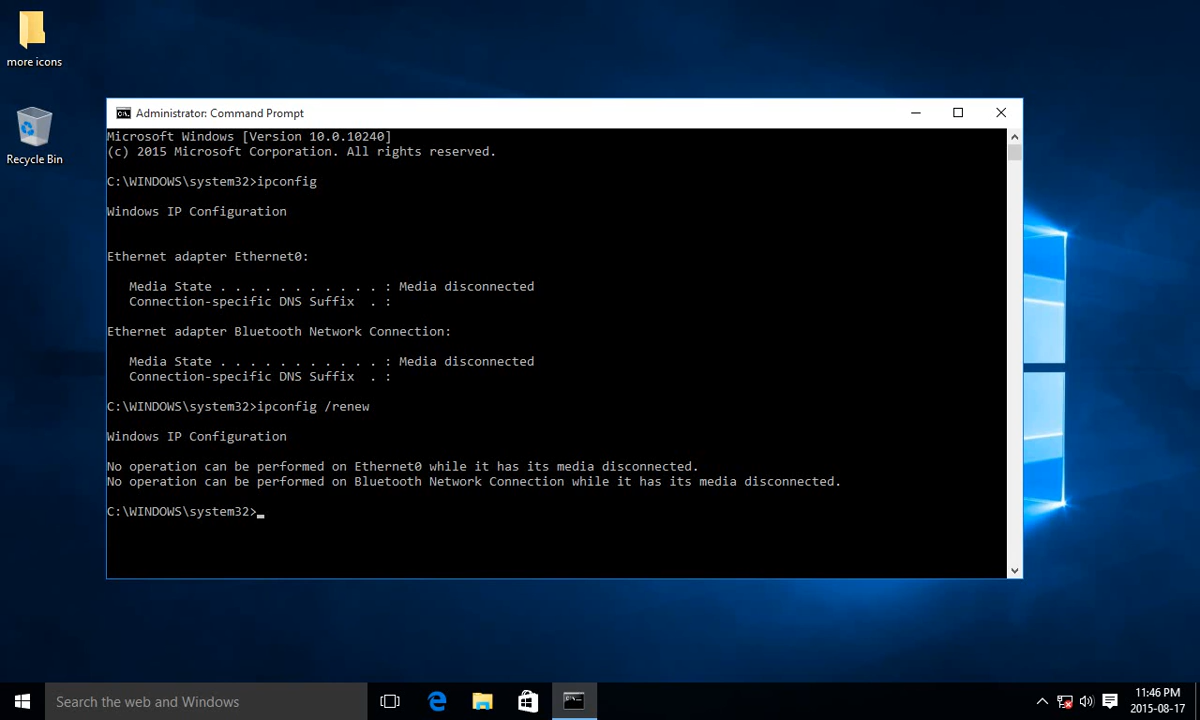 more icons
Recycle Bin
Administrator: Command Prompt
Microsoft Windows [Version 10.0.10240]
(c) 2015 Microsoft Corporation. All rights reserved.
C:\WINDOWS\system32>ipconfig
Windows IP Configuration
Ethernet adapter Ethernet0:
Media State . . . . . . . . . . . : Media disconnected
Connection-specific DNS Suffix  . :
Ethernet adapter Bluetooth Network Connection:
Media State . . . . . . . . . . . : Media disconnected
Connection-specific DNS Suffix  . :
C:\WINDOWS\system32>ipconfig /renew
Windows IP Configuration
No operation can be performed on Ethernet0 while it has its media disconnected.
No operation can be performed on Bluetooth Network Connection while it has its media disconnected.
C:\WINDOWS\system32>
Search the web and Windows
11:46 PM
2015-08-17